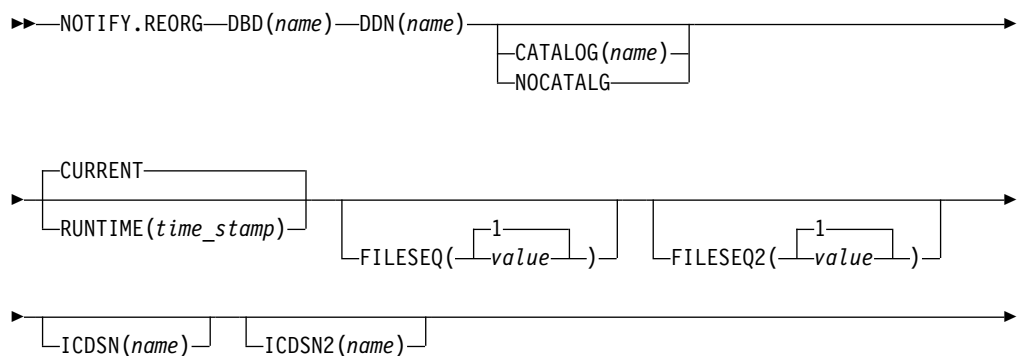 NOTIFY.REORG DBD(name) DDN(name)
CATALOG(name)
NOCATALG
CURRENT
RUNTIME(time_stamp)
FILESEQ( 1 value )
FILESEQ2( 1 value )
ICDSN(name) ICDSN2(name)